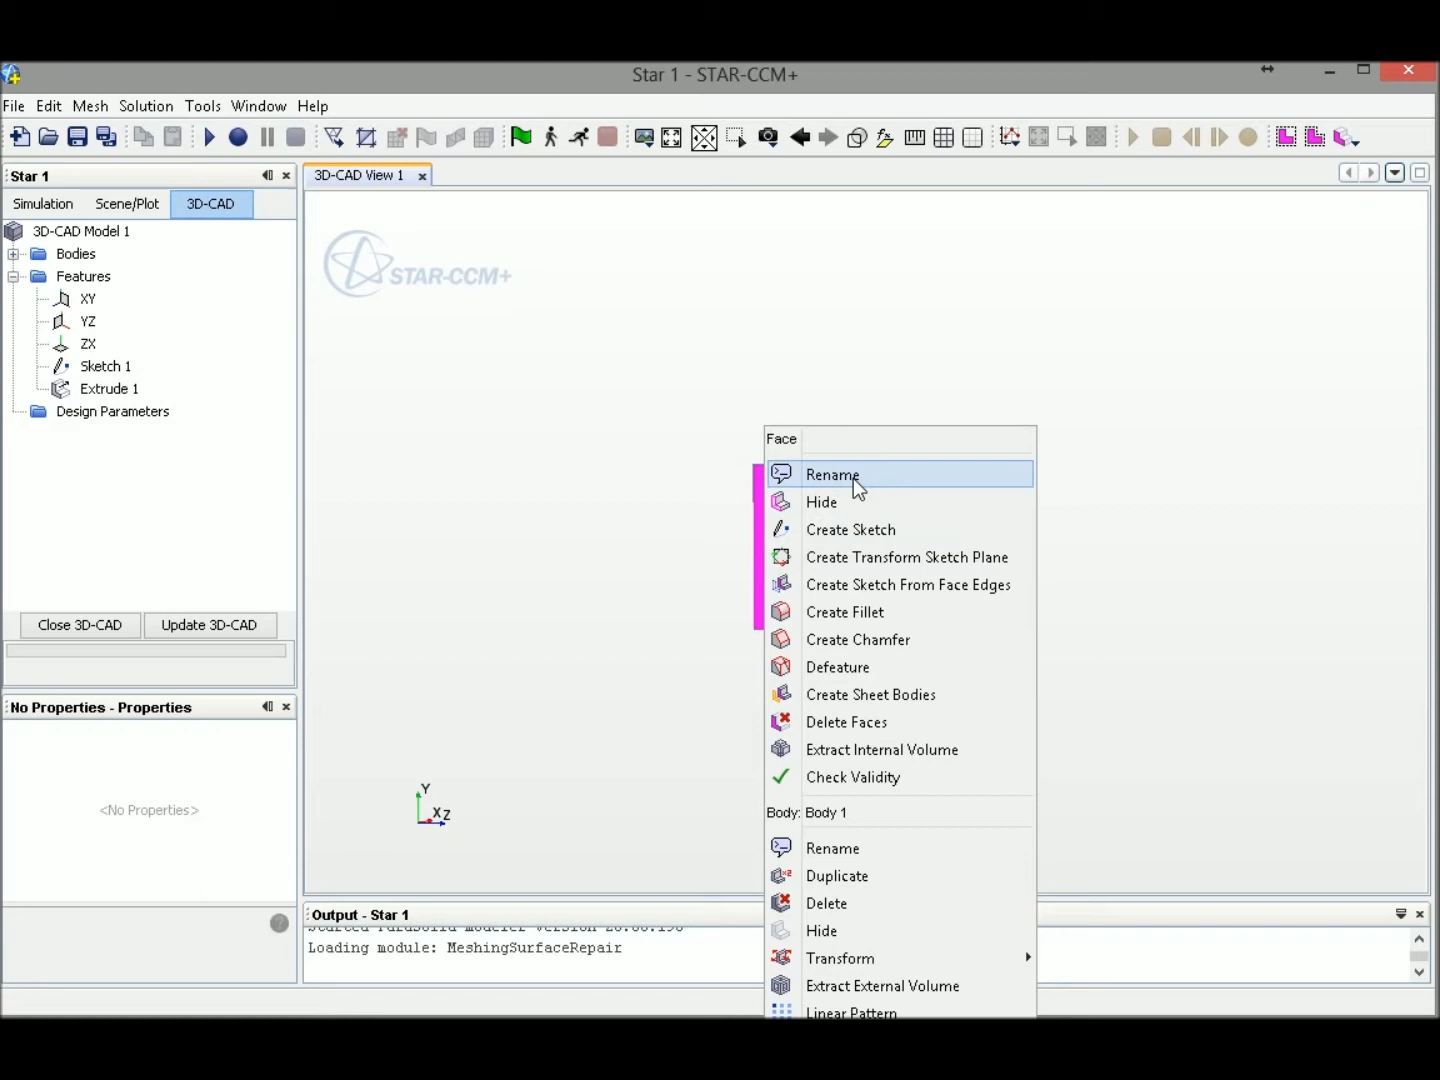 Star 1 - STAR-CCM+
File Edit Mesh Solution Tools Window Help
Star 1
3D-CAD View 1
Simulation Scene/Plot 3D-CAD
3D-CAD Model 1
Bodies
Features
XY
YZ
ZX
Sketch 1
Extrude 1
Design Parameters
STAR-CCM+
Close 3D-CAD Update 3D-CAD
No Properties - Properties
<No Properties>
Y
X Z
Face
Rename
Hide
Create Sketch
Create Transform Sketch Plane
Create Sketch From Face Edges
Create Fillet
Create Chamfer
Defeature
Create Sheet Bodies
Delete Faces
Extract Internal Volume
Check Validity
Body: Body 1
Rename
Duplicate
Delete
Hide
Transform
Extract External Volume
Linear Pattern
Output - Star 1
Started Parasolid modeler version
Loading module: MeshingSurfaceRepair